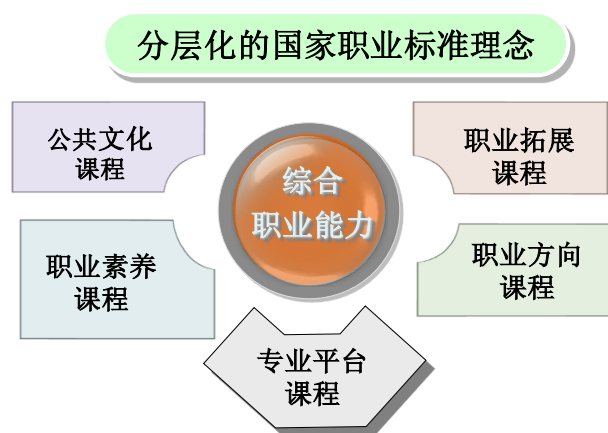 分层化的国家职业标准理念
公共文化
课程
职业拓展
课程
综合
职业能力
职业素养
课程
职业方向
课程
专业平台
课程